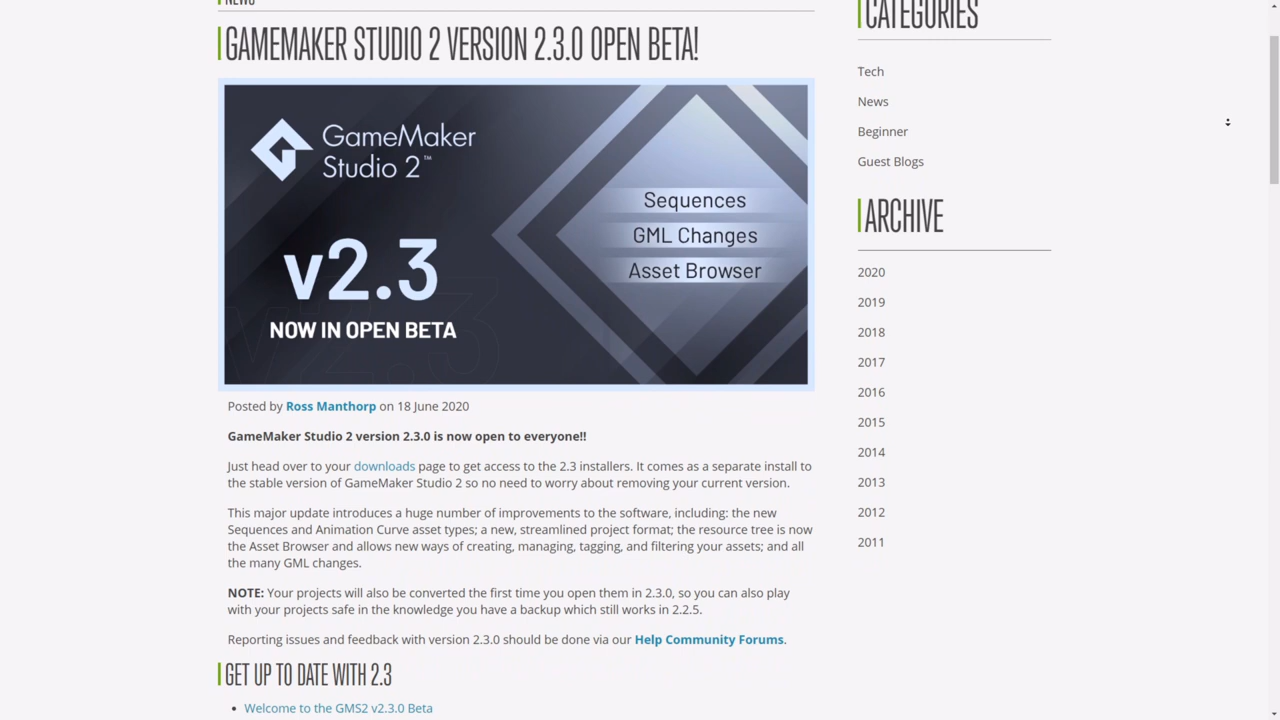 NEWS
GAMEMAKER STUDIO 2 VERSION 2.3.0 OPEN BETA!
GameMaker
Studio 2™
v2.3
NOW IN OPEN BETA
Sequences
GML Changes
Asset Browser
Posted by Ross Manthorp on 18 June 2020
GameMaker Studio 2 version 2.3.0 is now open to everyone!!
Just head over to your downloads page to get access to the 2.3 installers. It comes as a separate install to
the stable version of GameMaker Studio 2 so no need to worry about removing your current version.
This major update introduces a huge number of improvements to the software, including: the new
Sequences and Animation Curve asset types; a new, streamlined project format; the resource tree is now
the Asset Browser and allows new ways of creating, managing, tagging, and filtering your assets; and all
the many GML changes.
NOTE: Your projects will also be converted the first time you open them in 2.3.0, so you can also play
with your projects safe in the knowledge you have a backup which still works in 2.2.5.
Reporting issues and feedback with version 2.3.0 should be done via our Help Community Forums.
GET UP TO DATE WITH 2.3
• Welcome to the GMS2 v2.3.0 Beta
CATEGORIES
Tech
News
Beginner
Guest Blogs
ARCHIVE
2020
2019
2018
2017
2016
2015
2014
2013
2012
2011